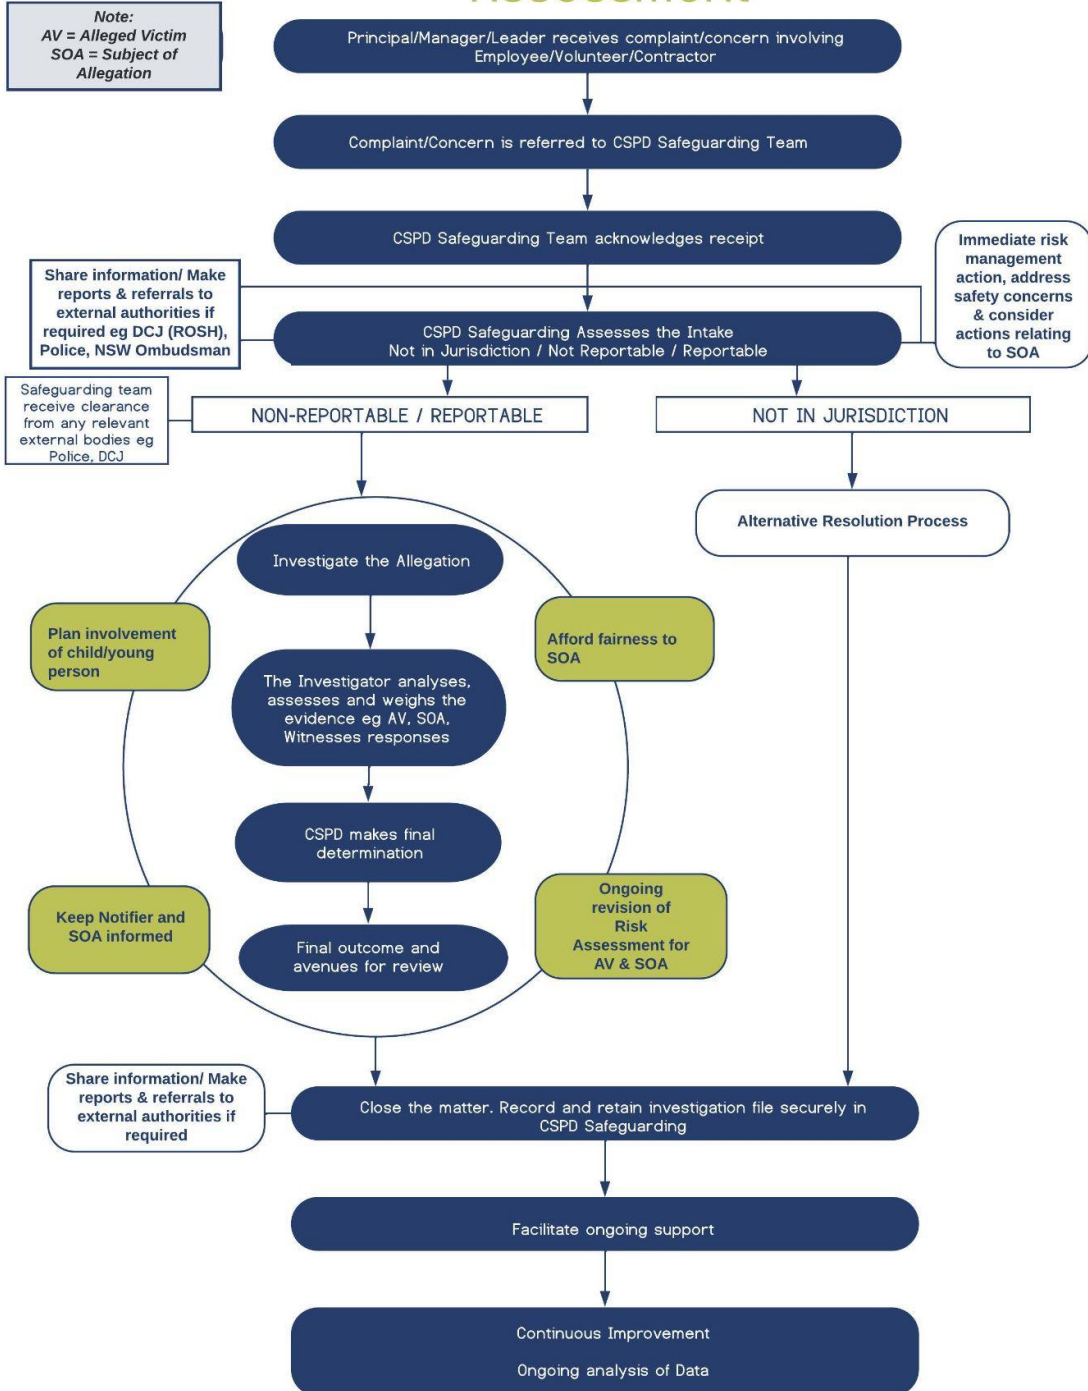 Assessment
Note:
AV = Alleged Victim
SOA = Subject of
Allegation
Principal/Manager/Leader receives complaint/concern involving
Employee/Volunteer/Contractor
Complaint/Concern is referred to CSPD Safeguarding Team
CSPD Safeguarding Team acknowledges receipt
Immediate risk
management
action, address
safety concerns
& consider
actions relating
to SOA
Share information/ Make
reports & referrals to
external authorities if
required eg DCJ (ROSH),
Police, NSW Ombudsman
CSPD Safeguarding Assesses the Intake
Not in Jurisdiction / Not Reportable / Reportable
Safeguarding team
receive clearance
from any relevant
external bodies eg
Police, DCJ
NON-REPORTABLE / REPORTABLE
NOT IN JURISDICTION
Alternative Resolution Process
Investigate the Allegation
Plan involvement
of child/young
person
Afford fairness to
SOA
The Investigator analyses,
assesses and weighs the
evidence eg AV, SOA,
Witnesses responses
CSPD makes final
determination
Keep Notifier and
SOA informed
Ongoing
revision of
Risk
Assessment for
AV & SOA
Final outcome and
avenues for review
Share information/ Make
reports & referrals to
external authorities if
required
Close the matter. Record and retain investigation file securely in
CSPD Safeguarding
Facilitate ongoing support
Continuous Improvement
Ongoing analysis of Data